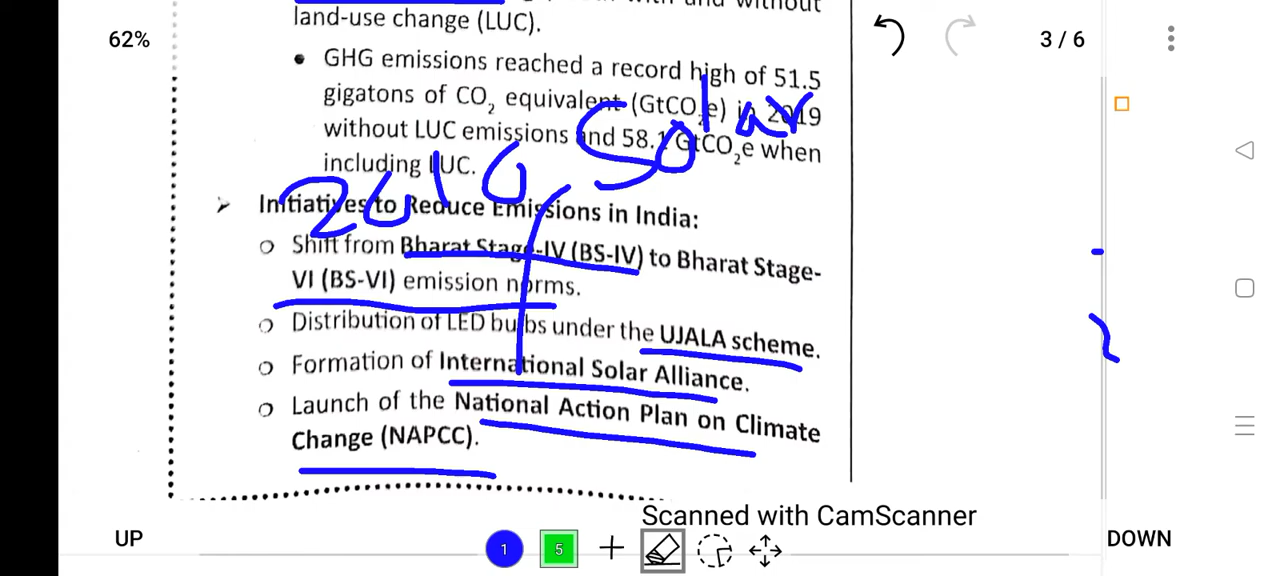 62%
3 / 6
land-use change (LUC).
● GHG emissions reached a record high of 51.5
gigatons of CO₂ equivalent (GtCO₂e) in 2019
without LUC emissions and 58.1 GtCO₂e when
including LUC.
Solar
➢ Initiatives to Reduce Emissions in India:
○ Shift from Bharat Stage-IV (BS-IV) to Bharat Stage-
VI (BS-VI) emission norms.
○ Distribution of LED bulbs under the UJALA scheme.
○ Formation of International Solar Alliance.
○ Launch of the National Action Plan on Climate
Change (NAPCC).
Scanned with CamScanner
UP
1
5
DOWN